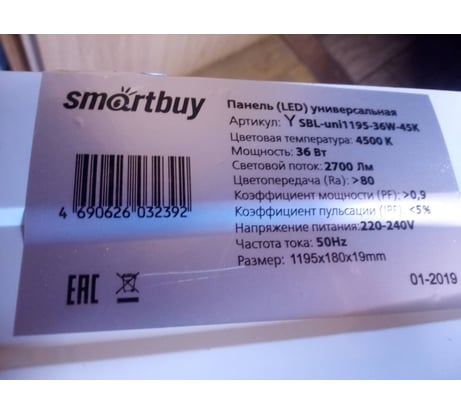 smartbuy
Панель (LED) универсальная
Артикул: Y SBL-uni1195-36W-45K
Цветовая температура: 4500 К
Мощность: 36 Вт
Световой поток: 2700 Лм
Цветопередача (Ra): >80
Коэффициент мощности (PF): >0,9
Коэффициент пульсации (IPF): <5%
Напряжение питания: 220-240V
Частота тока: 50Hz
Размер: 1195x180x19mm
4 690626 032392
EAC
01-2019